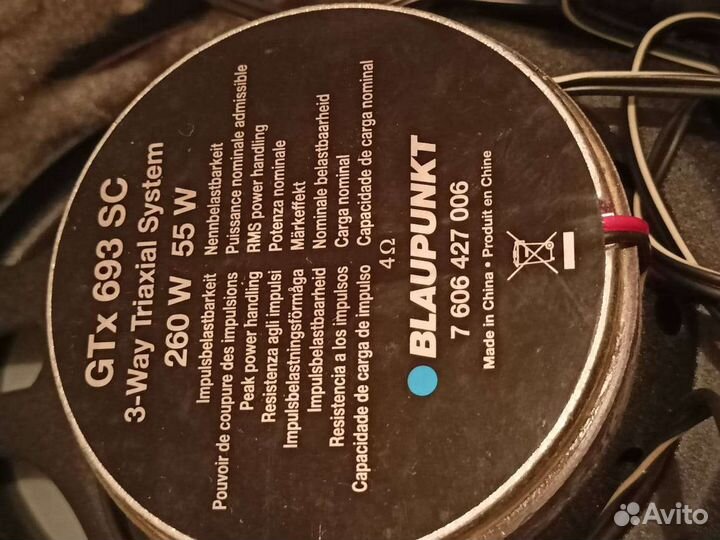 GTx 693 SC
3-Way Triaxial System
260 W 55 W
Impulsbelastbarkeit Nennbelastbarkeit
Pouvoir de coupure des impulsions Puissance nominale admissible
Peak power handling RMS power handling
Resistenza agli impulsi Potenza nominale
Impulsbelastningsförmåga Märkeffekt
Impulsbelastbaarheid Nominale belastbaarheid
Resistencia a los impulsos Carga nominal
Capacidade de carga de impulso Capacidade de carga nominal
4Ω
BLAUPUNKT
7 606 427 006
Made in China • Produit en Chine
Avito